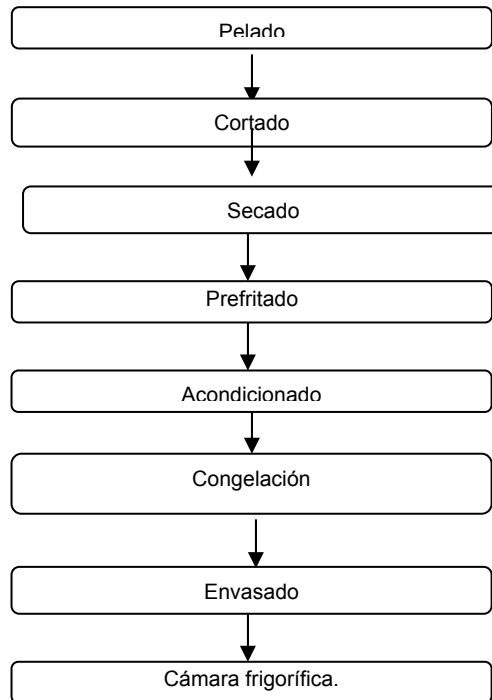 Pelado
Cortado
Secado
Prefritado
Acondicionado
Congelación
Envasado
Cámara frigorífica.